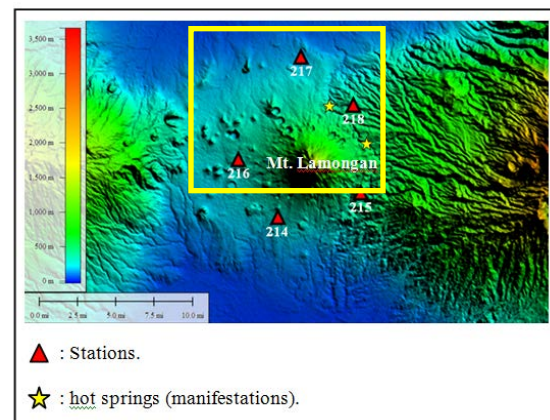 3,500 m
3,000 m
2,500 m
2,000 m
1,500 m
1,000 m
500 m
0 m
217
218
Mt. Lamongan
216
215
214
0.0 mi 2.5 mi 5.0 mi 7.5 mi 10.0 mi
: Stations.
: hot springs (manifestations).